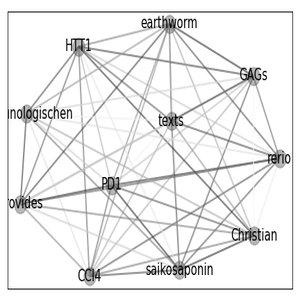 earthworm
HTT1
GAGs
nologischen
texts
rerio
PD1
rovides
Christian
saikosaponin
CCl4